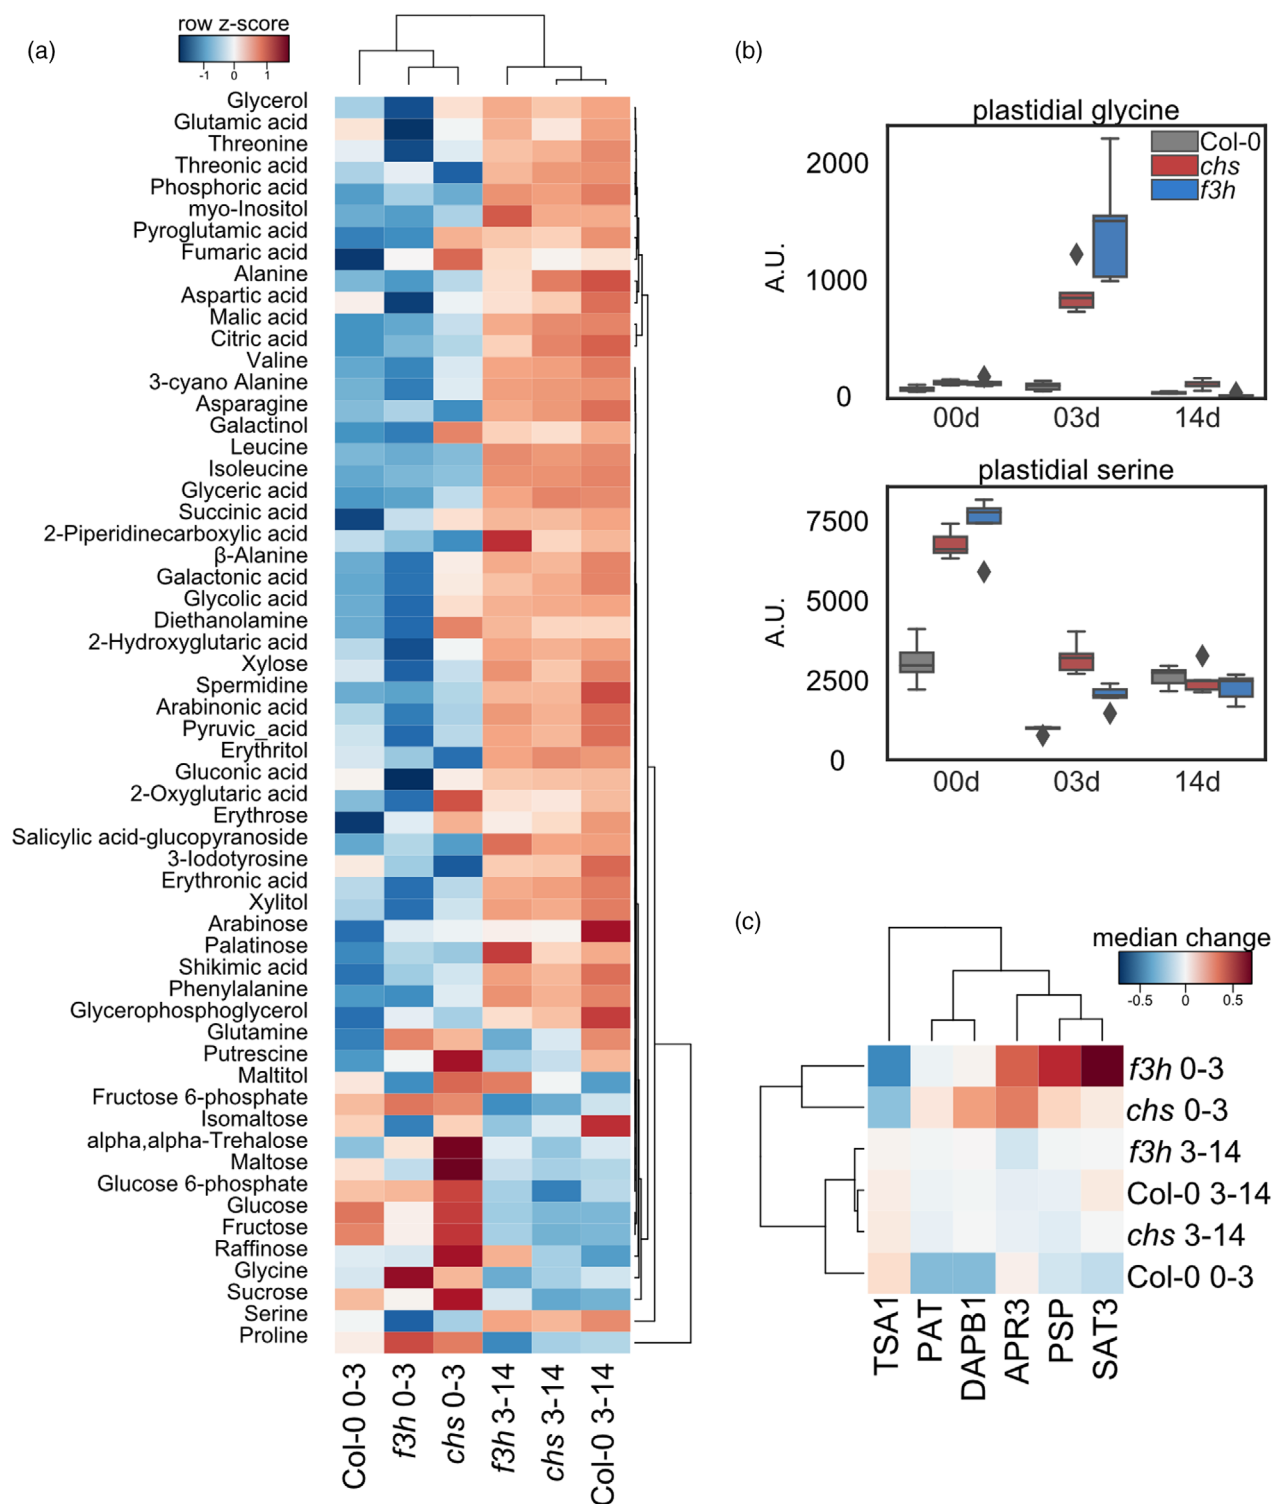 (a)
row z-score
-1 0 1
Glycerol
Glutamic acid
Threonine
Threonic acid
Phosphoric acid
myo-Inositol
Pyroglutamic acid
Fumaric acid
Alanine
Aspartic acid
Malic acid
Citric acid
Valine
3-cyano Alanine
Asparagine
Galactinol
Leucine
Isoleucine
Glyceric acid
Succinic acid
2-Piperidinecarboxylic acid
β-Alanine
Galactonic acid
Glycolic acid
Diethanolamine
2-Hydroxyglutaric acid
Xylose
Spermidine
Arabinonic acid
Pyruvic_acid
Erythritol
Gluconic acid
2-Oxyglutaric acid
Erythrose
Salicylic acid-glucopyranoside
3-Iodotyrosine
Erythronic acid
Xylitol
Arabinose
Palatinose
Shikimic acid
Phenylalanine
Glycerophosphoglycerol
Glutamine
Putrescine
Maltitol
Fructose 6-phosphate
Isomaltose
alpha,alpha-Trehalose
Maltose
Glucose 6-phosphate
Glucose
Fructose
Raffinose
Glycine
Sucrose
Serine
Proline
Col-0 0-3
f3h 0-3
chs 0-3
f3h 3-14
chs 3-14
Col-0 3-14
(b)
plastidial glycine
Col-0
chs
f3h
2000
1000
0
A.U.
00d 03d 14d
plastidial serine
7500
5000
2500
0
A.U.
00d 03d 14d
(c)
median change
-0.5 0 0.5
f3h 0-3
chs 0-3
f3h 3-14
Col-0 3-14
chs 3-14
Col-0 0-3
TSA1
PAT
DAPB1
APR3
PSP
SAT3